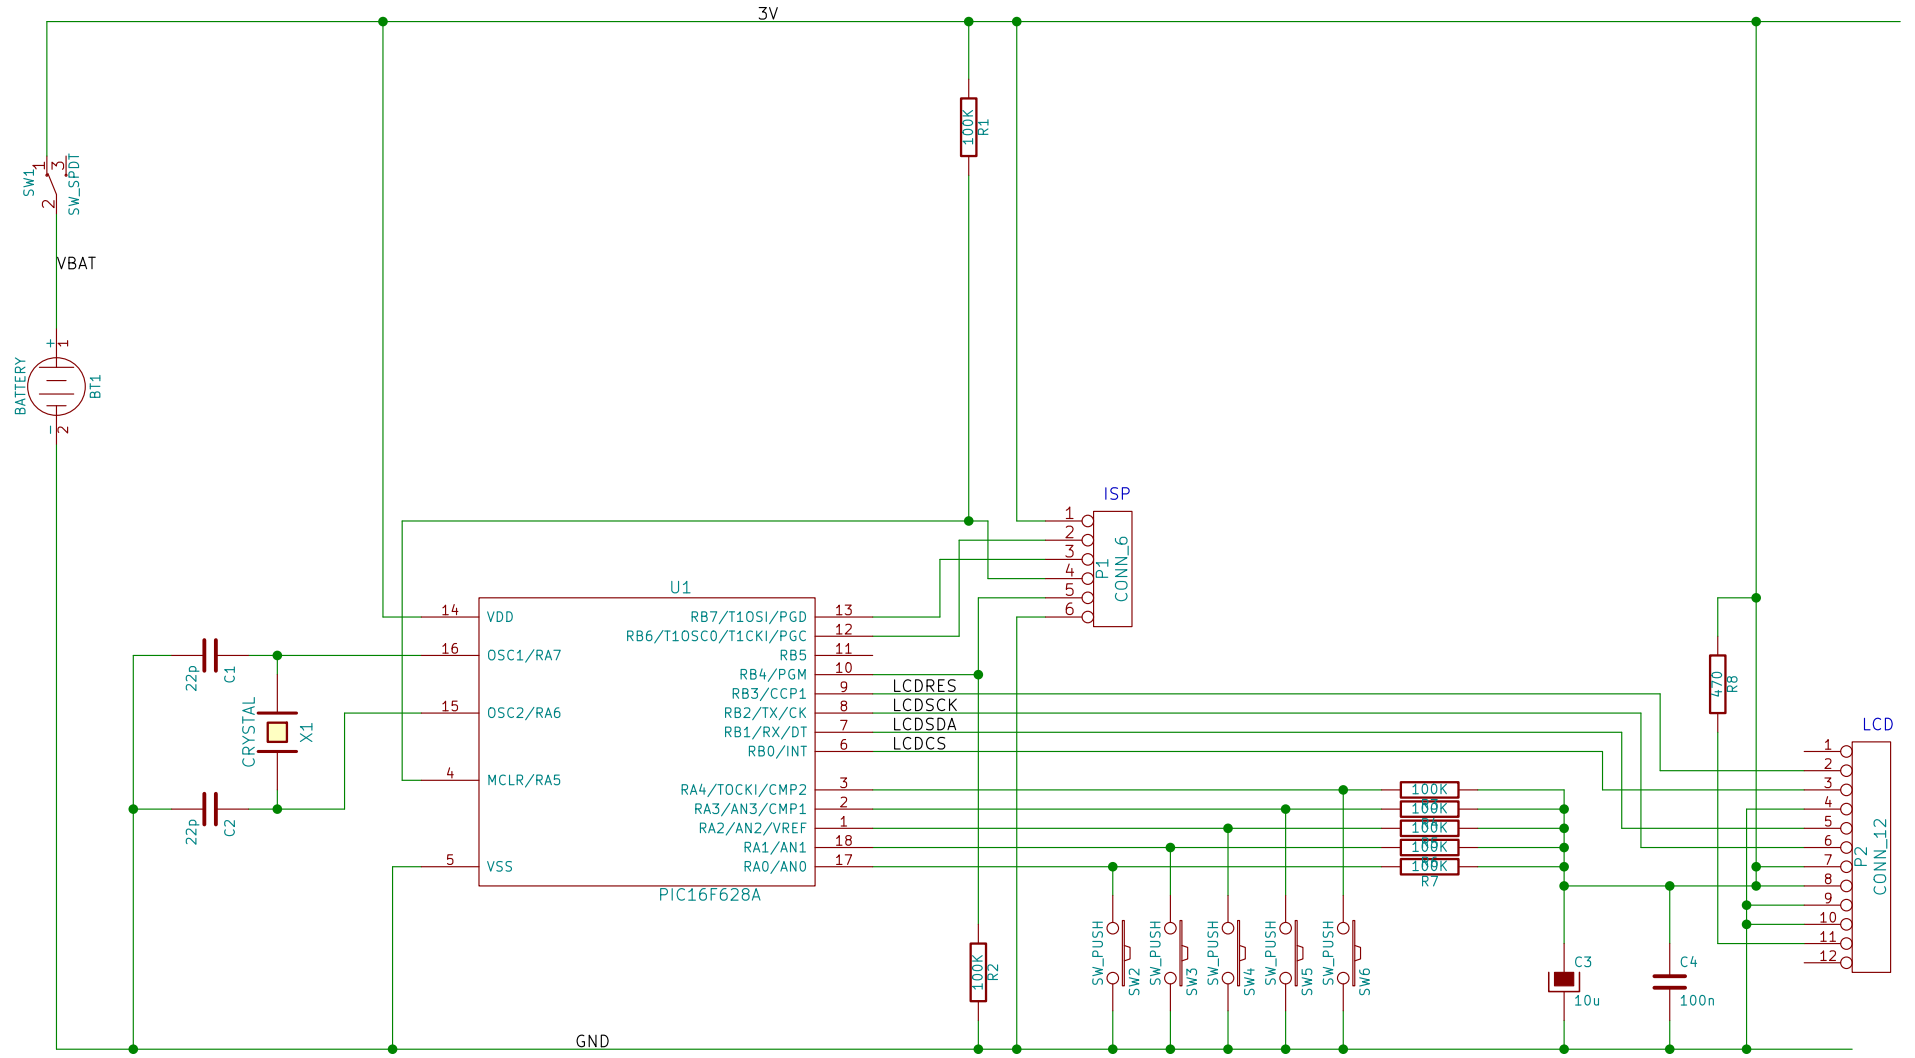 3V
100K
R1
SW1
1
3
2
SW_SPDT
VBAT
BATTERY
+
1
-
2
BT1
ISP
1
2
3
4
5
6
P1
CONN_6
U1
14
VDD
16
OSC1/RA7
15
OSC2/RA6
4
MCLR/RA5
5
VSS
RB7/T1OSI/PGD
13
RB6/T1OSCO/T1CKI/PGC
12
RB5
11
RB4/PGM
10
RB3/CCP1
9
RB2/TX/CK
8
RB1/RX/DT
7
RB0/INT
6
RA4/TOCKI/CMP2
3
RA3/AN3/CMP1
2
RA2/AN2/VREF
1
RA1/AN1
18
RA0/AN0
17
PIC16F628A
LCDRES
LCDSCK
LCDSDA
LCDCS
22p
C1
CRYSTAL
X1
22p
C2
100K
100K
100K
100K
100K
R7
470
R8
LCD
1
2
3
4
5
6
7
8
9
10
11
12
P2
CONN_12
100K
R2
SW_PUSH
SW2
SW_PUSH
SW3
SW_PUSH
SW4
SW_PUSH
SW5
SW_PUSH
SW6
C3
10u
C4
100n
GND